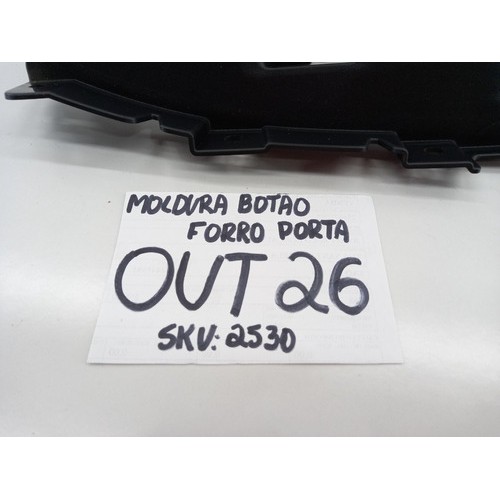 MOLDURA BOTAO
FORRO PORTA
OUT 26
SKU: 2530